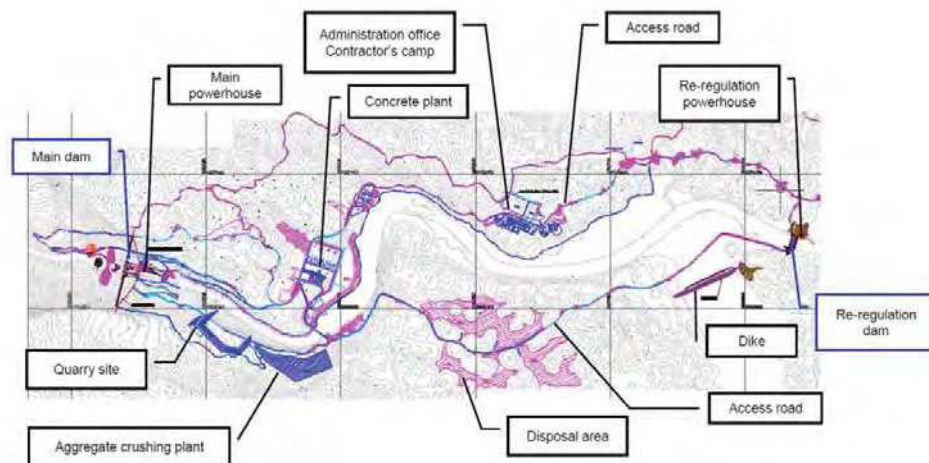 Administration office
Contractor's camp
Access road
Main
powerhouse
Concrete plant
Re-regulation
powerhouse
Main dam
Re-regulation
dam
Quarry site
Dike
Access road
Aggregate crushing plant
Disposal area